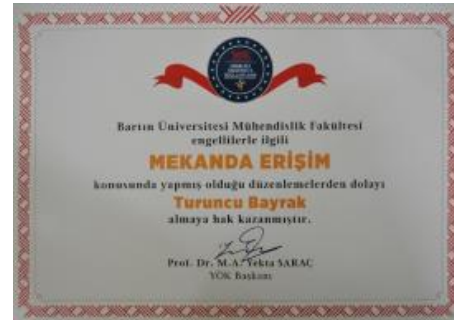 Bartın Üniversitesi Mühendislik Fakültesi
engellilerle ilgili
MEKANDA ERİŞİM
konusunda yapmış olduğu düzenlemelerden dolayı
Turuncu Bayrak
almaya hak kazanmıştır.
Prof. Dr. M.A. Yekta SARAÇ
YÖK Başkanı